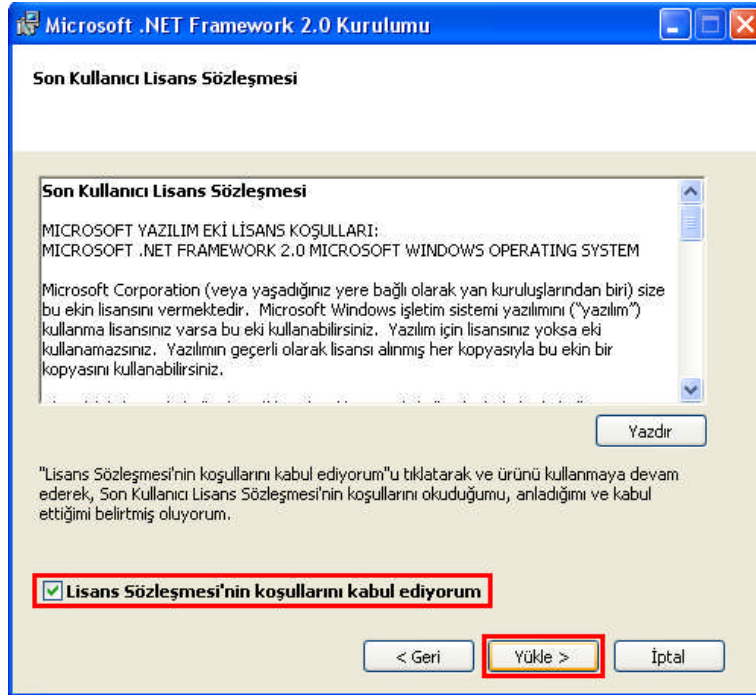 Microsoft .NET Framework 2.0 Kurulumu
Son Kullanıcı Lisans Sözleşmesi
Son Kullanıcı Lisans Sözleşmesi
MICROSOFT YAZILIM EKİ LİSANS KOŞULLARI:
MICROSOFT .NET FRAMEWORK 2.0 MICROSOFT WINDOWS OPERATING SYSTEM
Microsoft Corporation (veya yaşadığınız yere bağlı olarak yan kuruluşlarından biri) size
bu ekin lisansını vermektedir.  Microsoft Windows işletim sistemi yazılımını (“yazılım”)
kullanma lisansınız varsa bu eki kullanabilirsiniz.  Yazılım için lisansınız yoksa eki
kullanamazsınız.  Yazılımın geçerli olarak lisansı alınmış her kopyasıyla bu ekin bir
kopyasını kullanabilirsiniz.
Yazdır
"Lisans Sözleşmesi'nin koşullarını kabul ediyorum"u tıklatarak ve ürünü kullanmaya devam
ederek, Son Kullanıcı Lisans Sözleşmesi'nin koşullarını okuduğumu, anladığımı ve kabul
ettiğimi belirtmiş oluyorum.
Lisans Sözleşmesi'nin koşullarını kabul ediyorum
< Geri
Yükle >
İptal